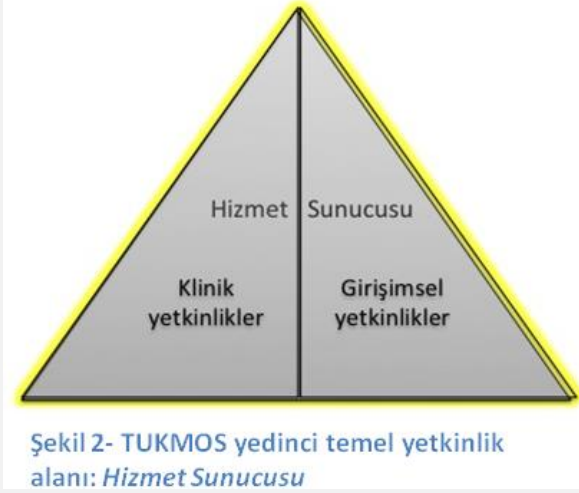 Hizmet Sunucusu
Klinik yetkinlikler
Girişimsel yetkinlikler
Şekil 2- TUKMOS yedinci temel yetkinlik
alanı: Hizmet Sunucusu